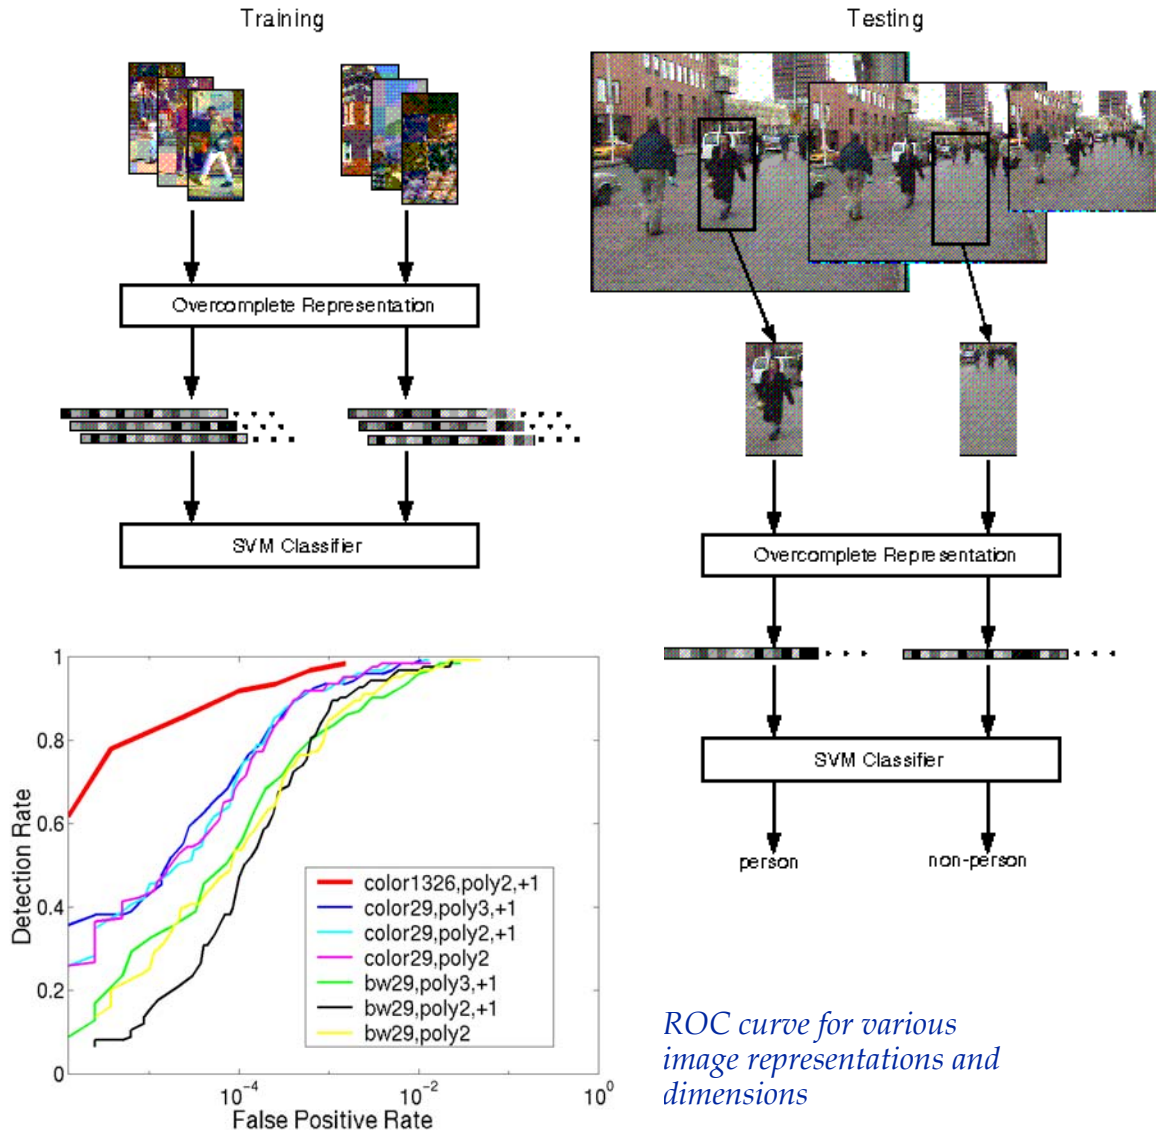 Training
Testing
Overcomplete Representation
SVM Classifier
Overcomplete Representation
SVM Classifier
person
non-person
1
0.8
0.6
0.4
0.2
0
Detection Rate
color1326,poly2,+1
color29,poly3,+1
color29,poly2,+1
color29,poly2
bw29,poly3,+1
bw29,poly2,+1
bw29,poly2
10⁻⁴
10⁻²
10⁰
False Positive Rate
ROC curve for various
image representations and
dimensions